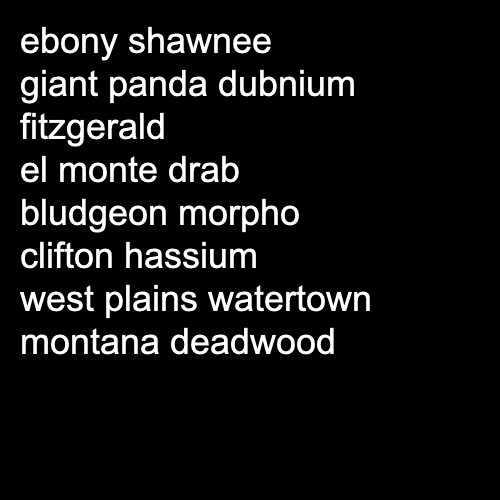 ebony shawnee
giant panda dubnium
fitzgerald
el monte drab
bludgeon morpho
clifton hassium
west plains watertown
montana deadwood